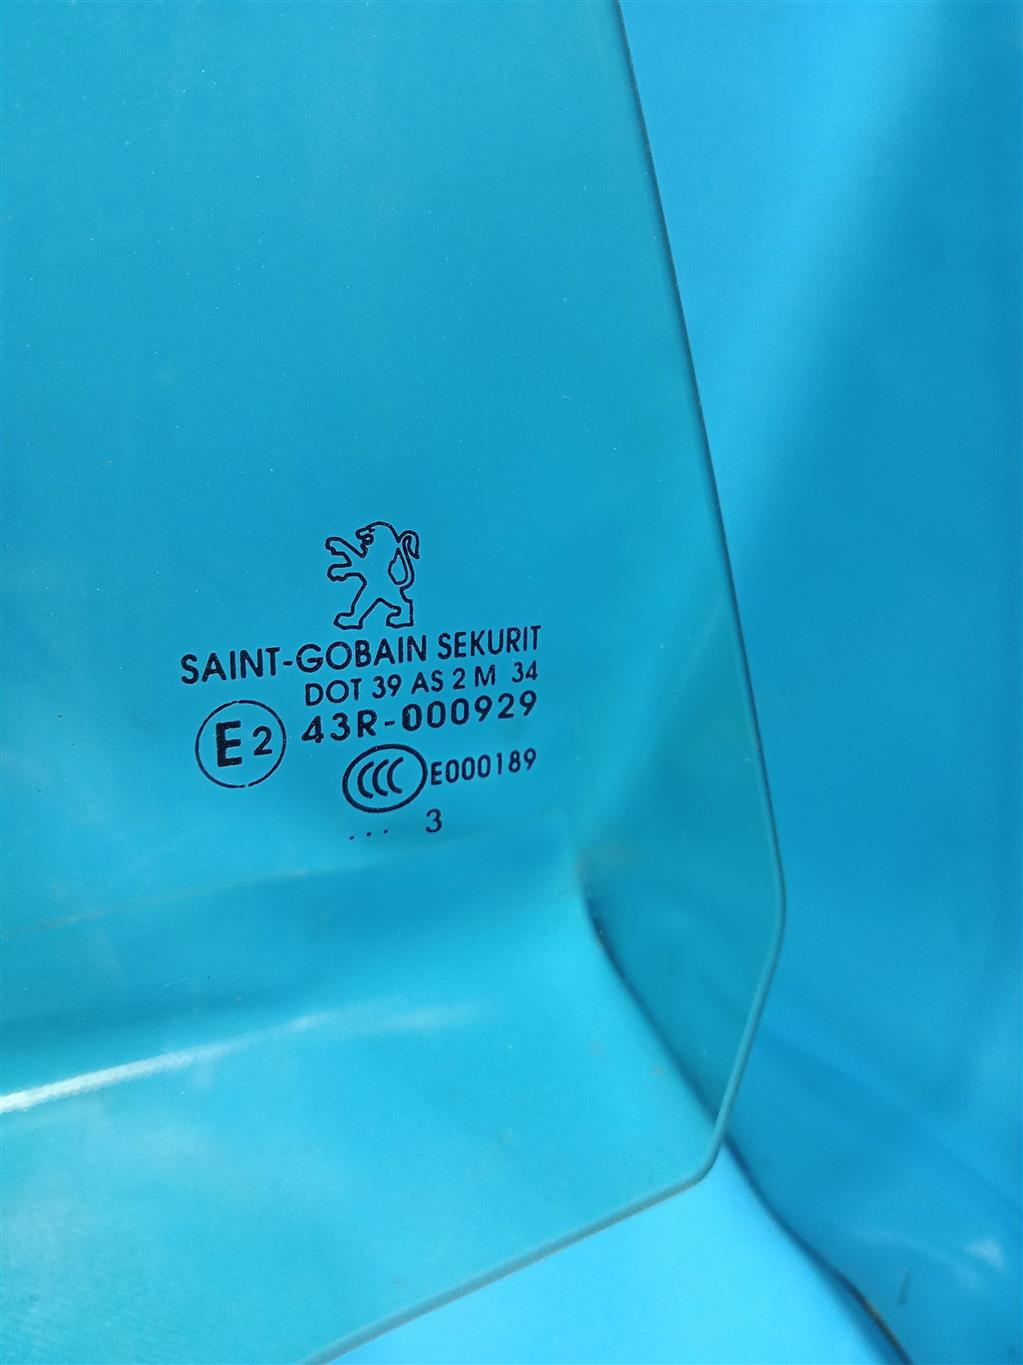 SAINT-GOBAIN SEKURIT
DOT 39 AS 2 M 34
E2 43R-000929
CCC E000189
... 3